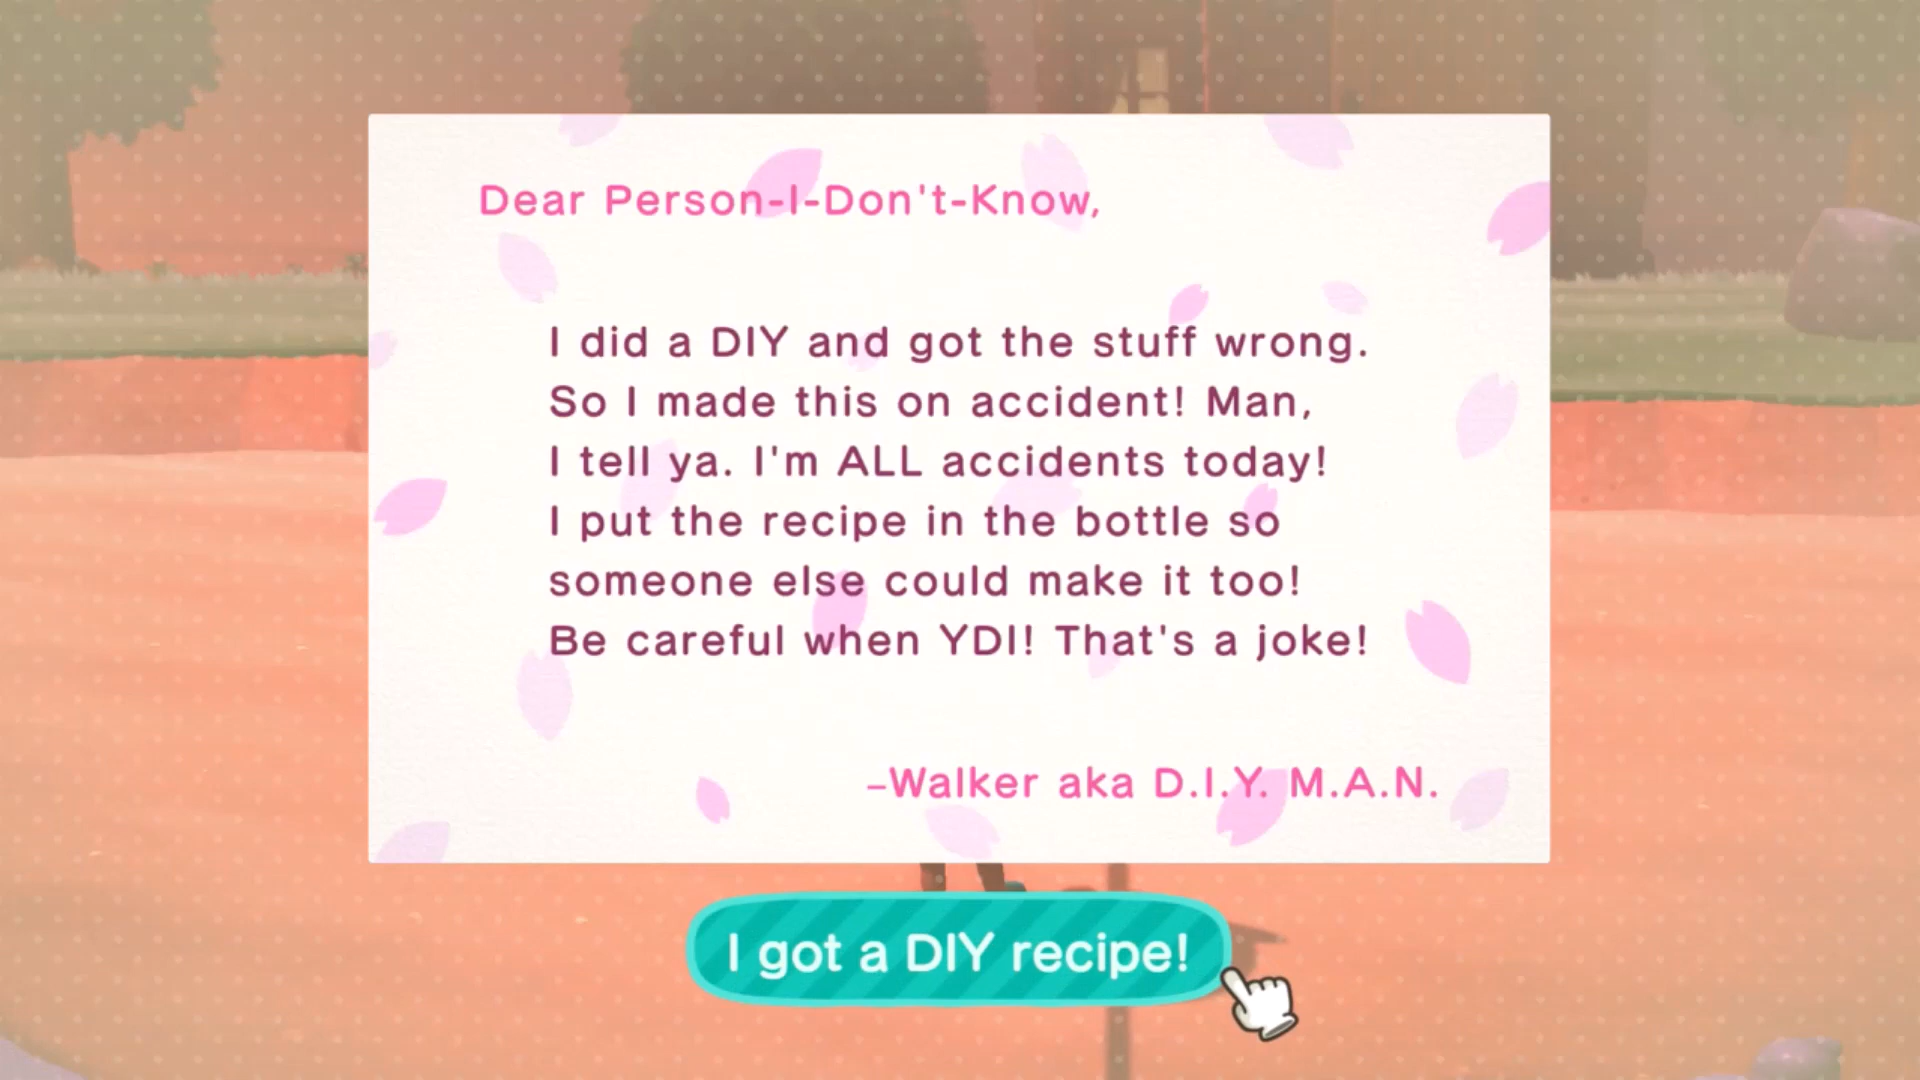 Dear Person-I-Don't-Know,
I did a DIY and got the stuff wrong.
So I made this on accident! Man,
I tell ya. I'm ALL accidents today!
I put the recipe in the bottle so
someone else could make it too!
Be careful when YDI! That's a joke!
–Walker aka D.I.Y. M.A.N.
I got a DIY recipe!